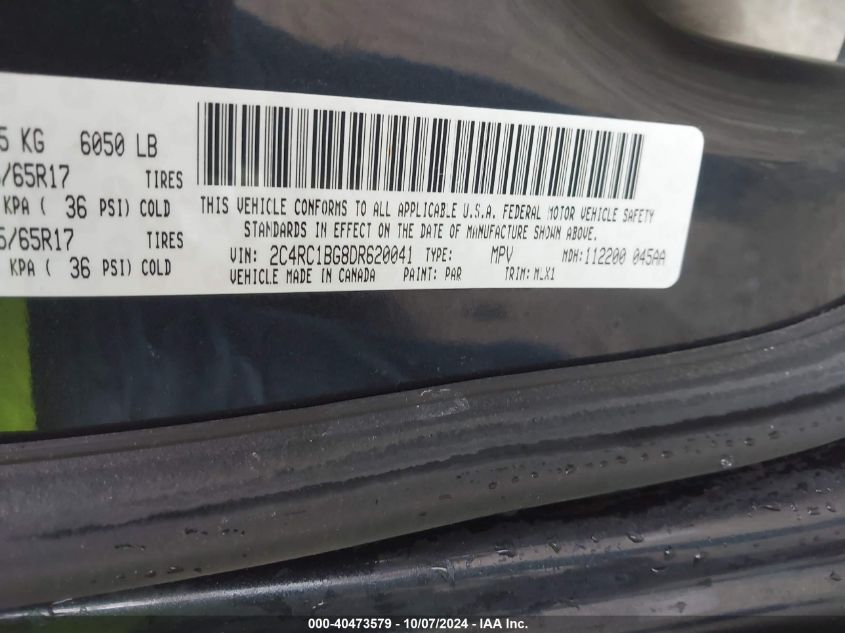 5 KG 6050 LB
/65R17 TIRES
KPA ( 36 PSI) COLD
5/65R17 TIRES
KPA ( 36 PSI) COLD
THIS VEHICLE CONFORMS TO ALL APPLICABLE U.S.A. FEDERAL MOTOR VEHICLE SAFETY
STANDARDS IN EFFECT ON THE DATE OF MANUFACTURE SHOWN ABOVE.
VIN: 2C4RC1BG8DR620041 TYPE: MPV MDH:112200 045AA
VEHICLE MADE IN CANADA PAINT: PAR TRIM: MLX1
000-40473579 - 10/07/2024 - IAA Inc.